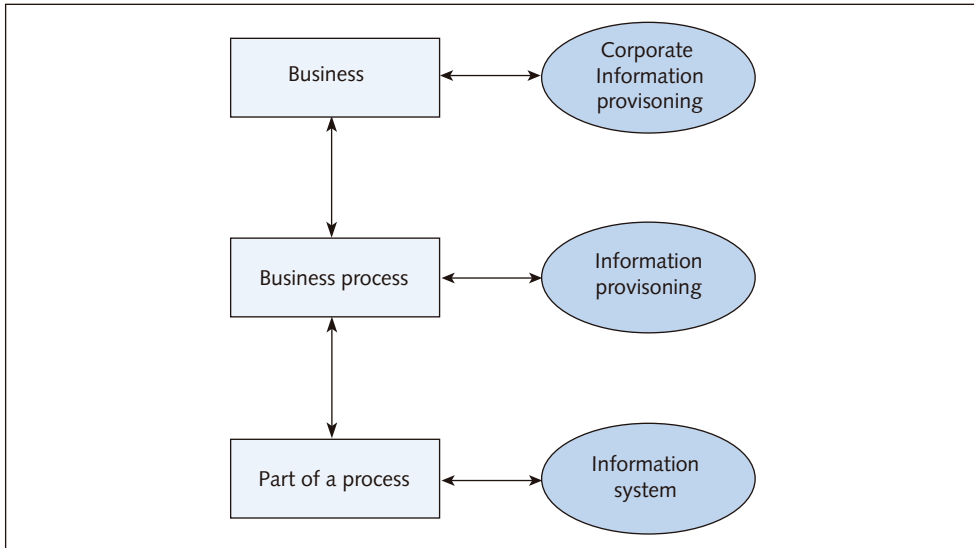 Business
Corporate
Information
provisoning
Business process
Information
provisoning
Part of a process
Information
system